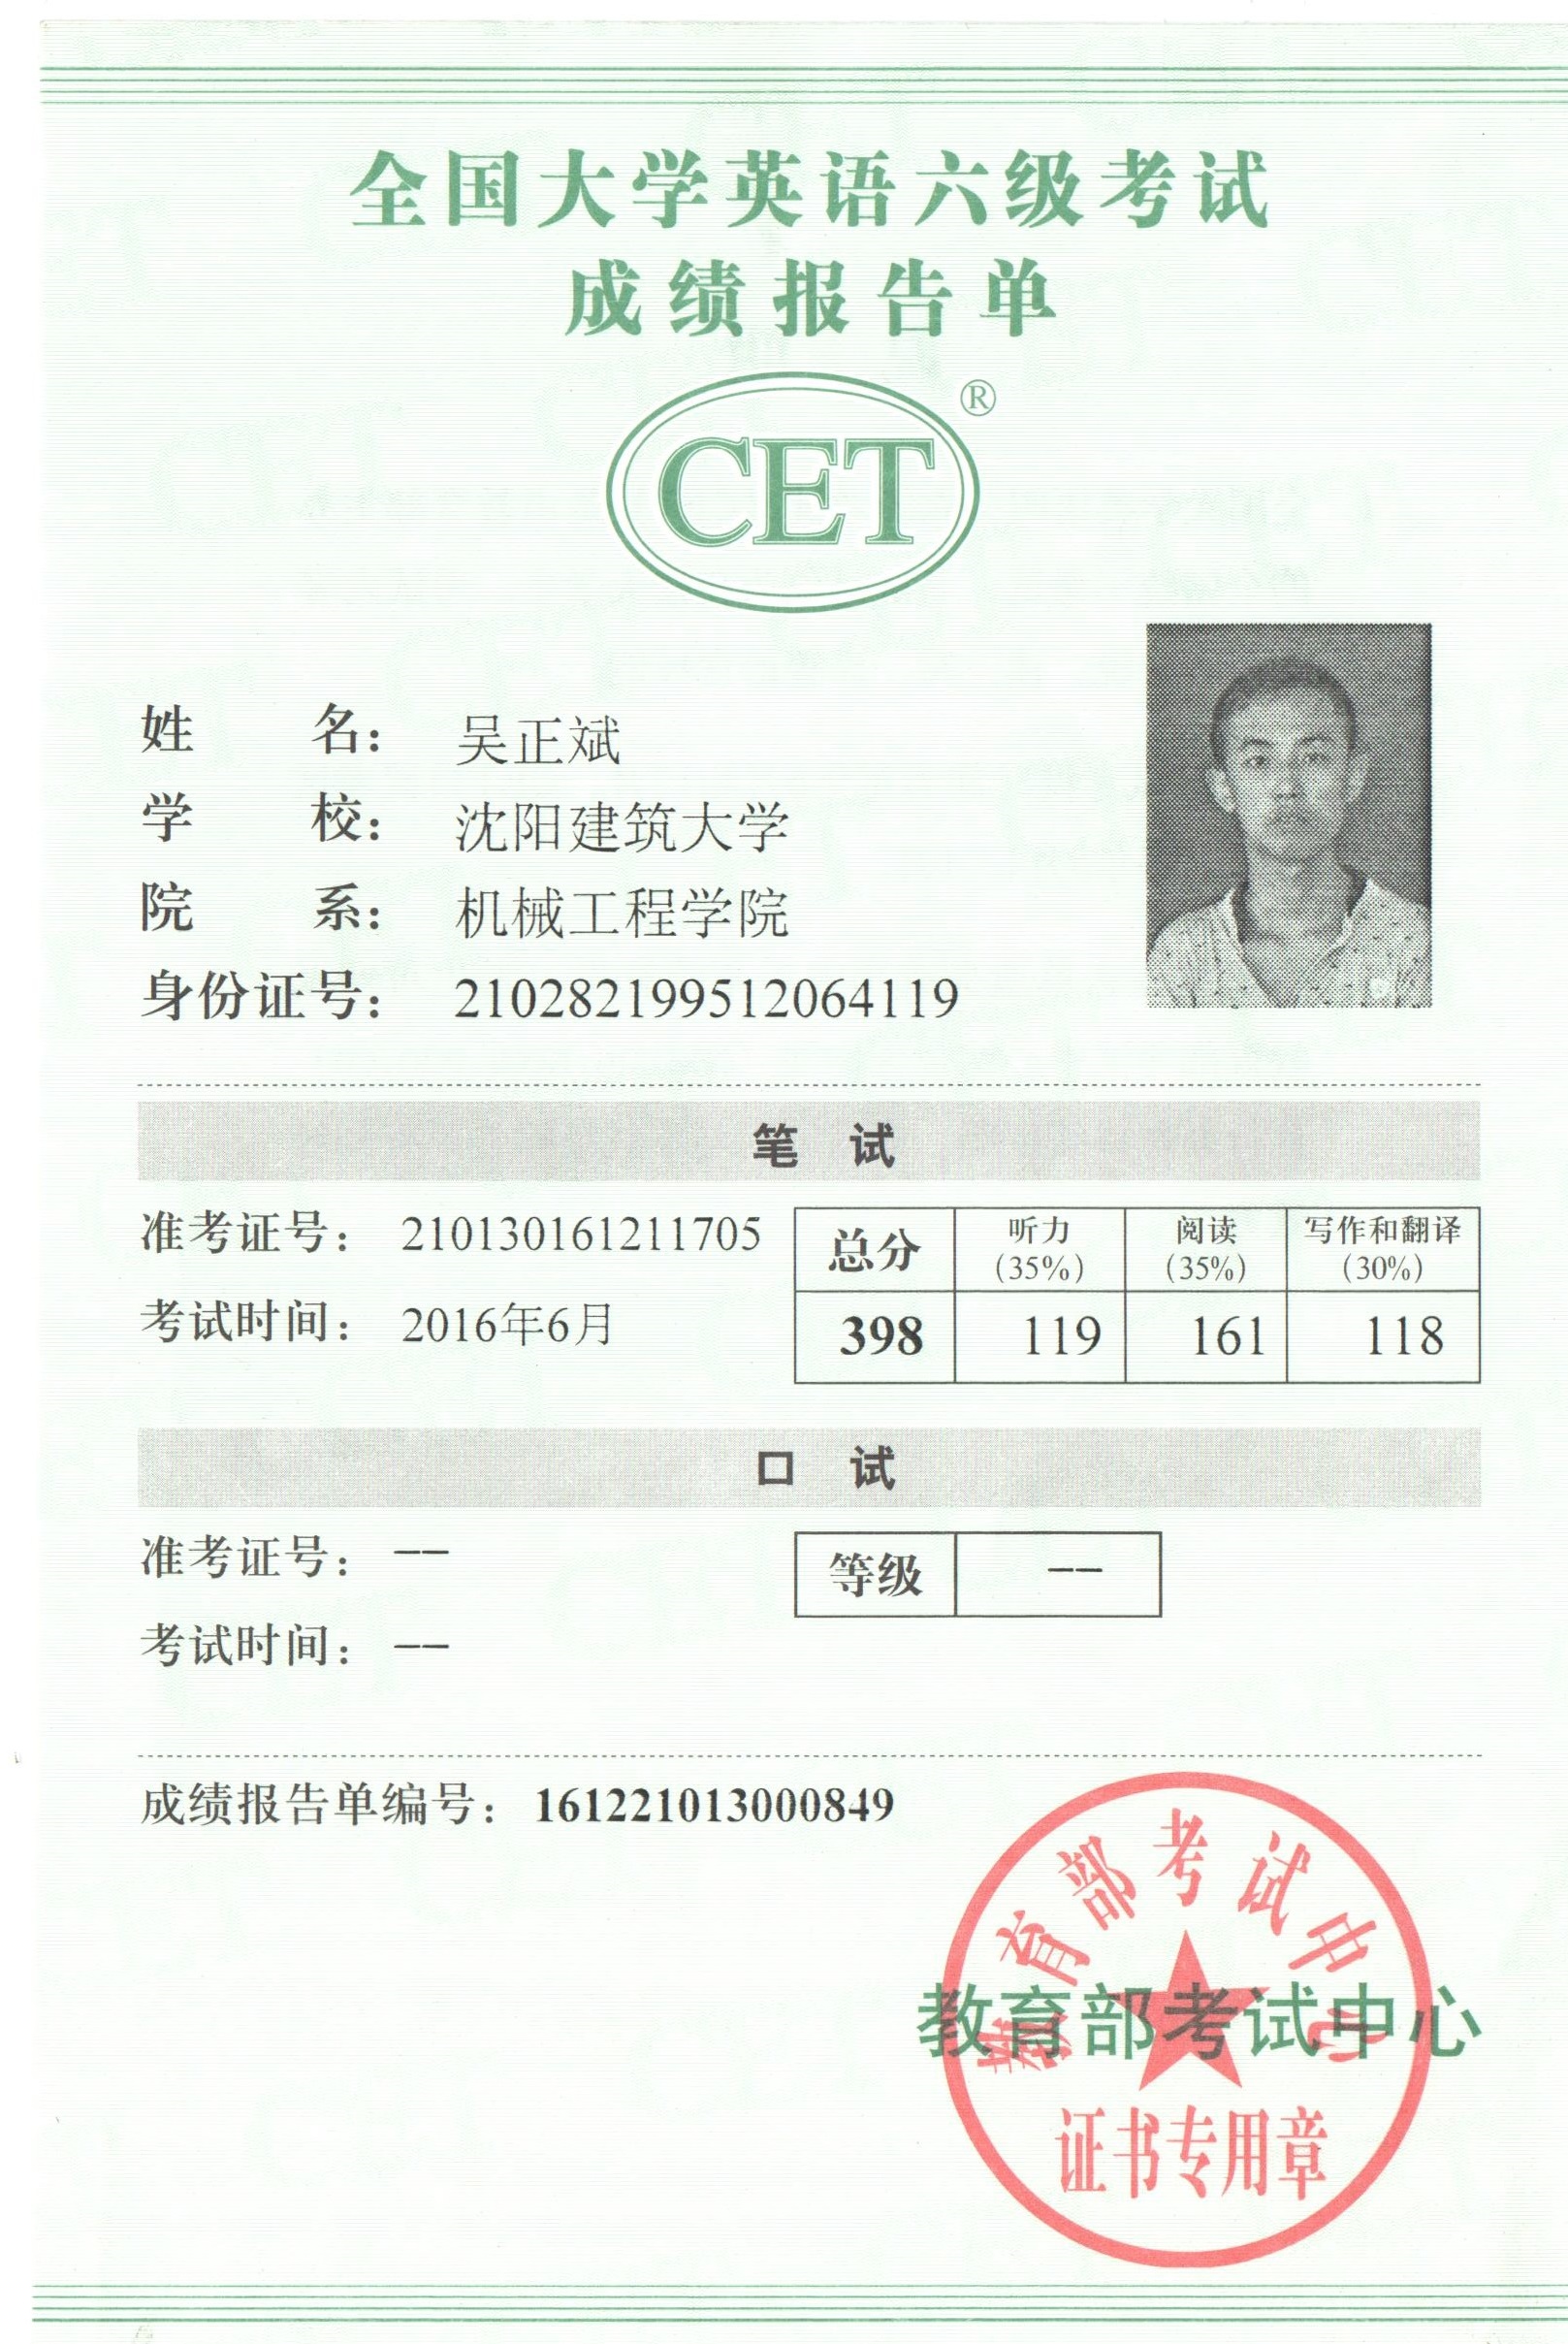 全国大学英语六级考试
成绩报告单
CET®
姓名： 吴正斌
学校： 沈阳建筑大学
院系： 机械工程学院
身份证号： 210282199512064119
笔试
准考证号： 210130161211705
考试时间： 2016年6月
总分 听力(35%) 阅读(35%) 写作和翻译(30%)
398 119 161 118
口试
准考证号： --
考试时间： --
等级 --
成绩报告单编号： 161221013000849
教育部考试中心
教育部考试中心
证书专用章